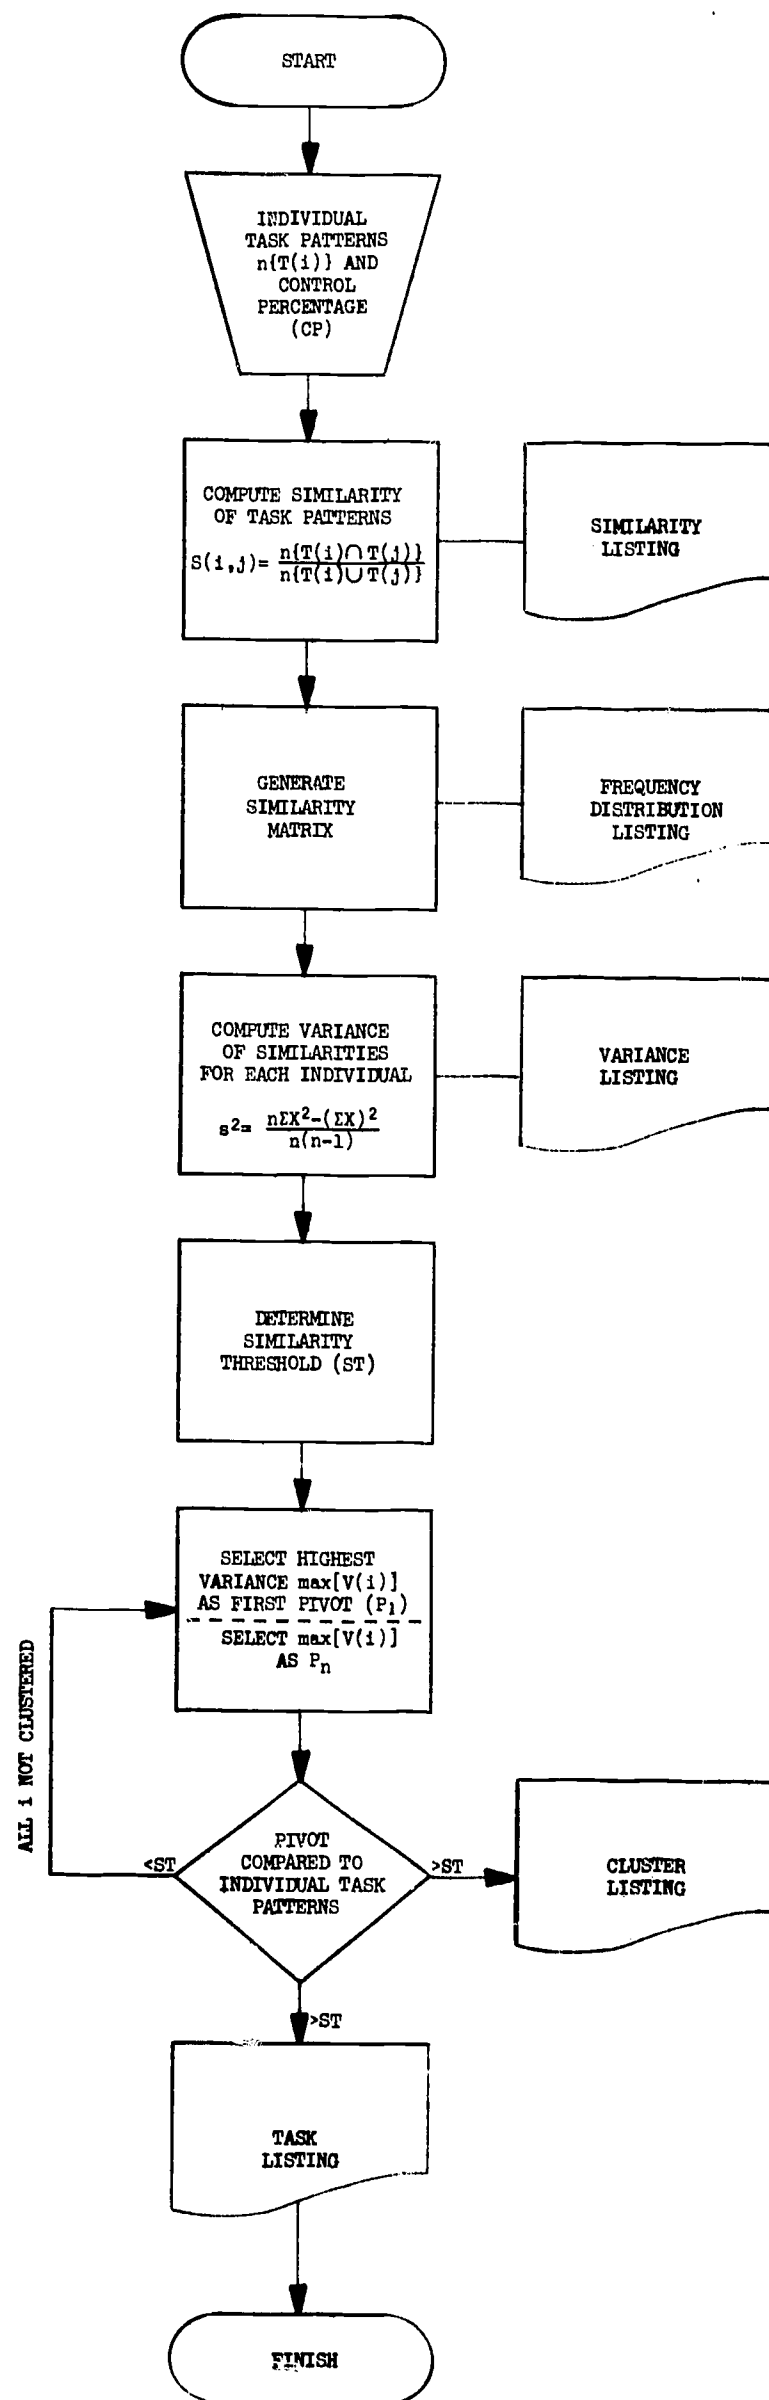 START
INDIVIDUAL
TASK PATTERNS
n{T(i)} AND
CONTROL
PERCENTAGE
(CP)
COMPUTE SIMILARITY
OF TASK PATTERNS
S(i,j)= n{T(i)∩T(j)}
n{T(i)∪T(j)}
SIMILARITY
LISTING
GENERATE
SIMILARITY
MATRIX
FREQUENCY
DISTRIBUTION
LISTING
COMPUTE VARIANCE
OF SIMILARITIES
FOR EACH INDIVIDUAL
s²= nΣX²-(ΣX)²
n(n-1)
VARIANCE
LISTING
DETERMINE
SIMILARITY
THRESHOLD (ST)
SELECT HIGHEST
VARIANCE max[V(i)]
AS FIRST PIVOT (P₁)
SELECT max[V(i)]
AS Pₙ
ALL i NOT CLUSTERED
<ST
PIVOT
COMPARED TO
INDIVIDUAL TASK
PATTERNS
>ST
CLUSTER
LISTING
>ST
TASK
LISTING
FINISH